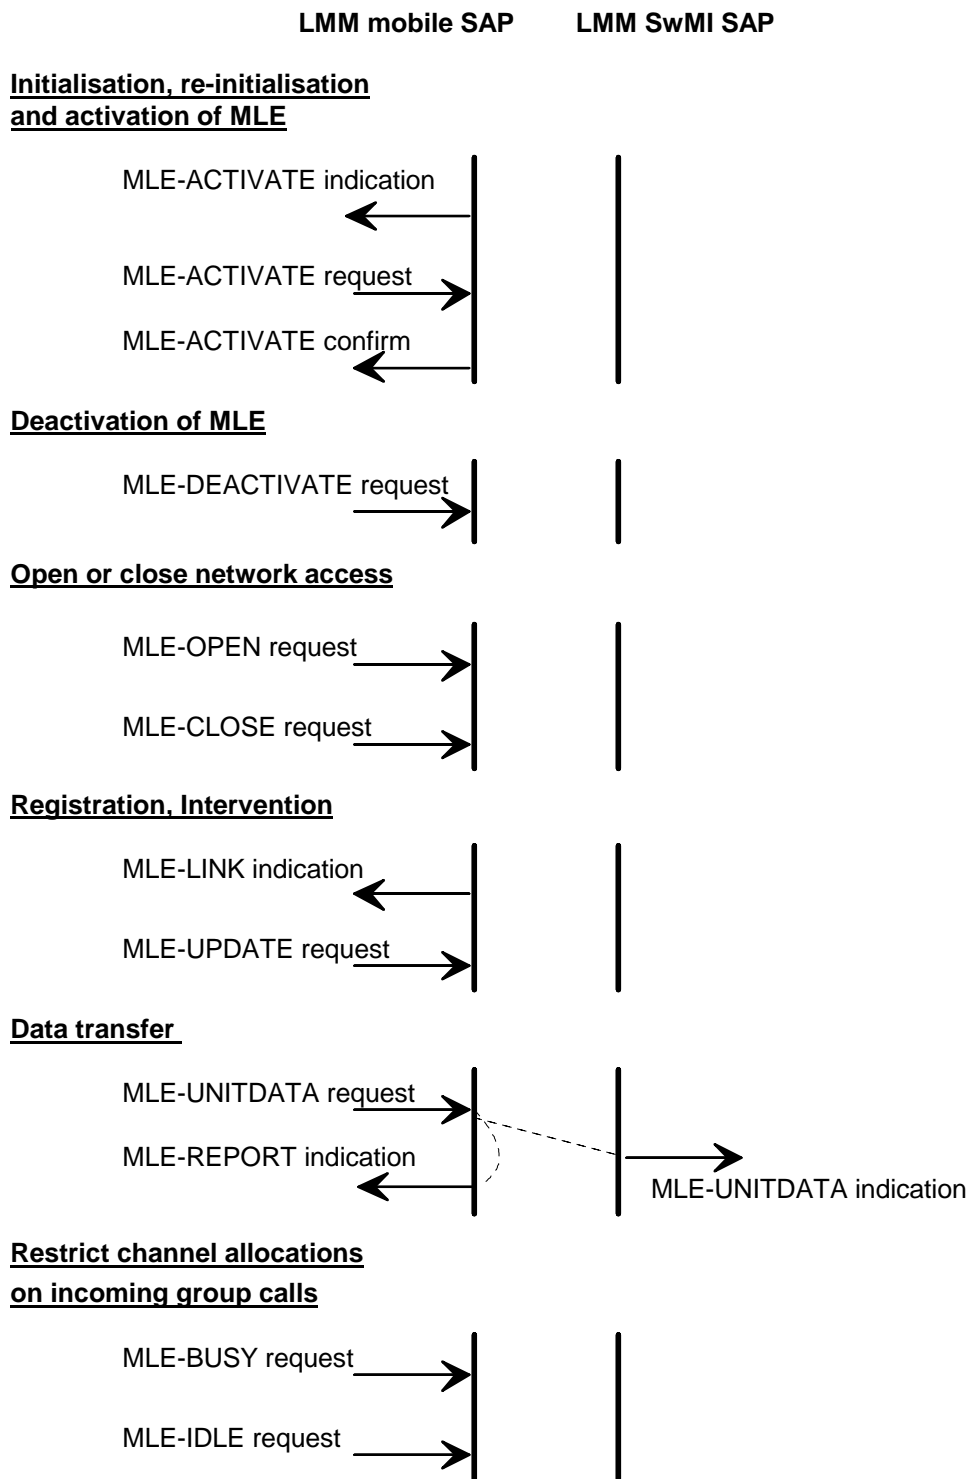 LMM mobile SAP LMM SwMI SAP
Initialisation, re-initialisation
and activation of MLE
MLE-ACTIVATE indication
MLE-ACTIVATE request
MLE-ACTIVATE confirm
Deactivation of MLE
MLE-DEACTIVATE request
Open or close network access
MLE-OPEN request
MLE-CLOSE request
Registration, Intervention
MLE-LINK indication
MLE-UPDATE request
Data transfer
MLE-UNITDATA request
MLE-REPORT indication
MLE-UNITDATA indication
Restrict channel allocations
on incoming group calls
MLE-BUSY request
MLE-IDLE request